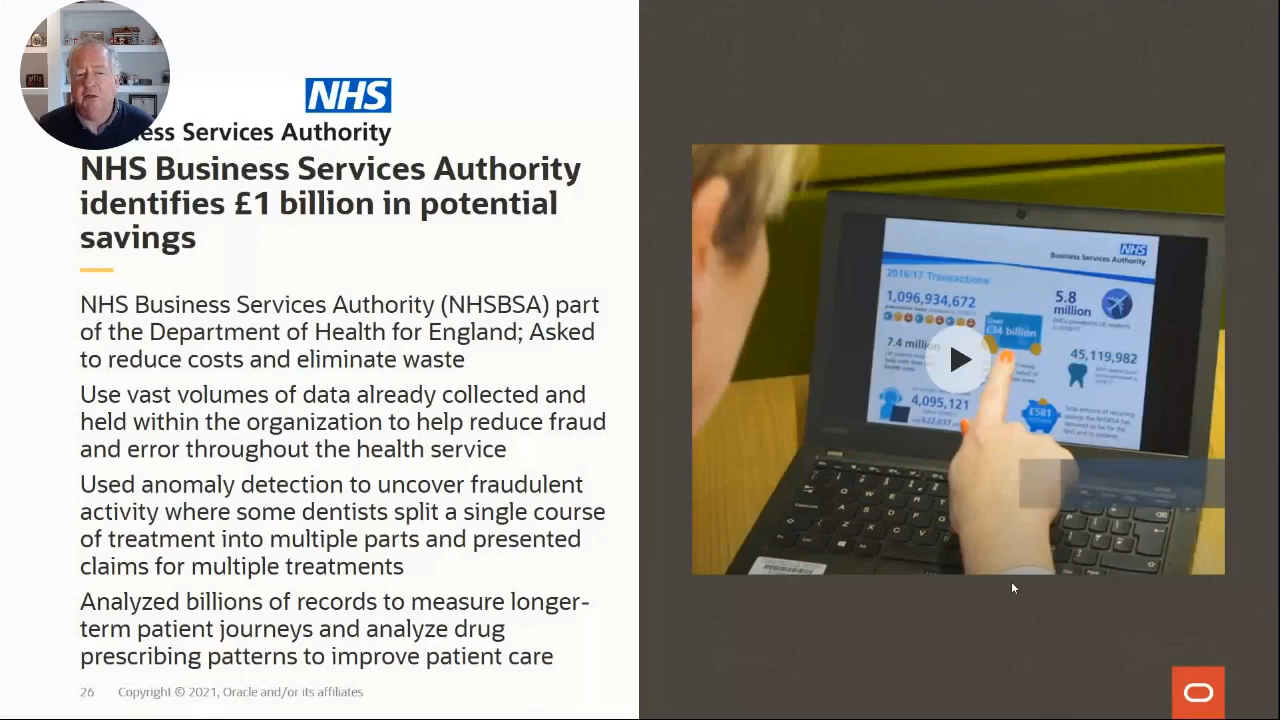 NHS
ness Services Authority
NHS Business Services Authority
identifies £1 billion in potential
savings
NHS Business Services Authority (NHSBSA) part
of the Department of Health for England; Asked
to reduce costs and eliminate waste
Use vast volumes of data already collected and
held within the organization to help reduce fraud
and error throughout the health service
Used anomaly detection to uncover fraudulent
activity where some dentists split a single course
of treatment into multiple parts and presented
claims for multiple treatments
Analyzed billions of records to measure longer-
term patient journeys and analyze drug
prescribing patterns to improve patient care
26 Copyright © 2021, Oracle and/or its affiliates
NHS
Business Services Authority
2016/17 Transactions
1,096,934,672
5.8
million
Over
£34 billion
7.4 million
45,119,982
4,095,121
£581